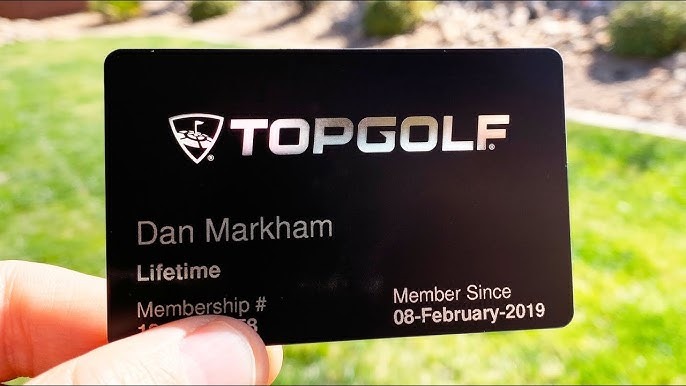 TOPGOLF
Dan Markham
Lifetime
Membership #
Member Since
08-February-2019